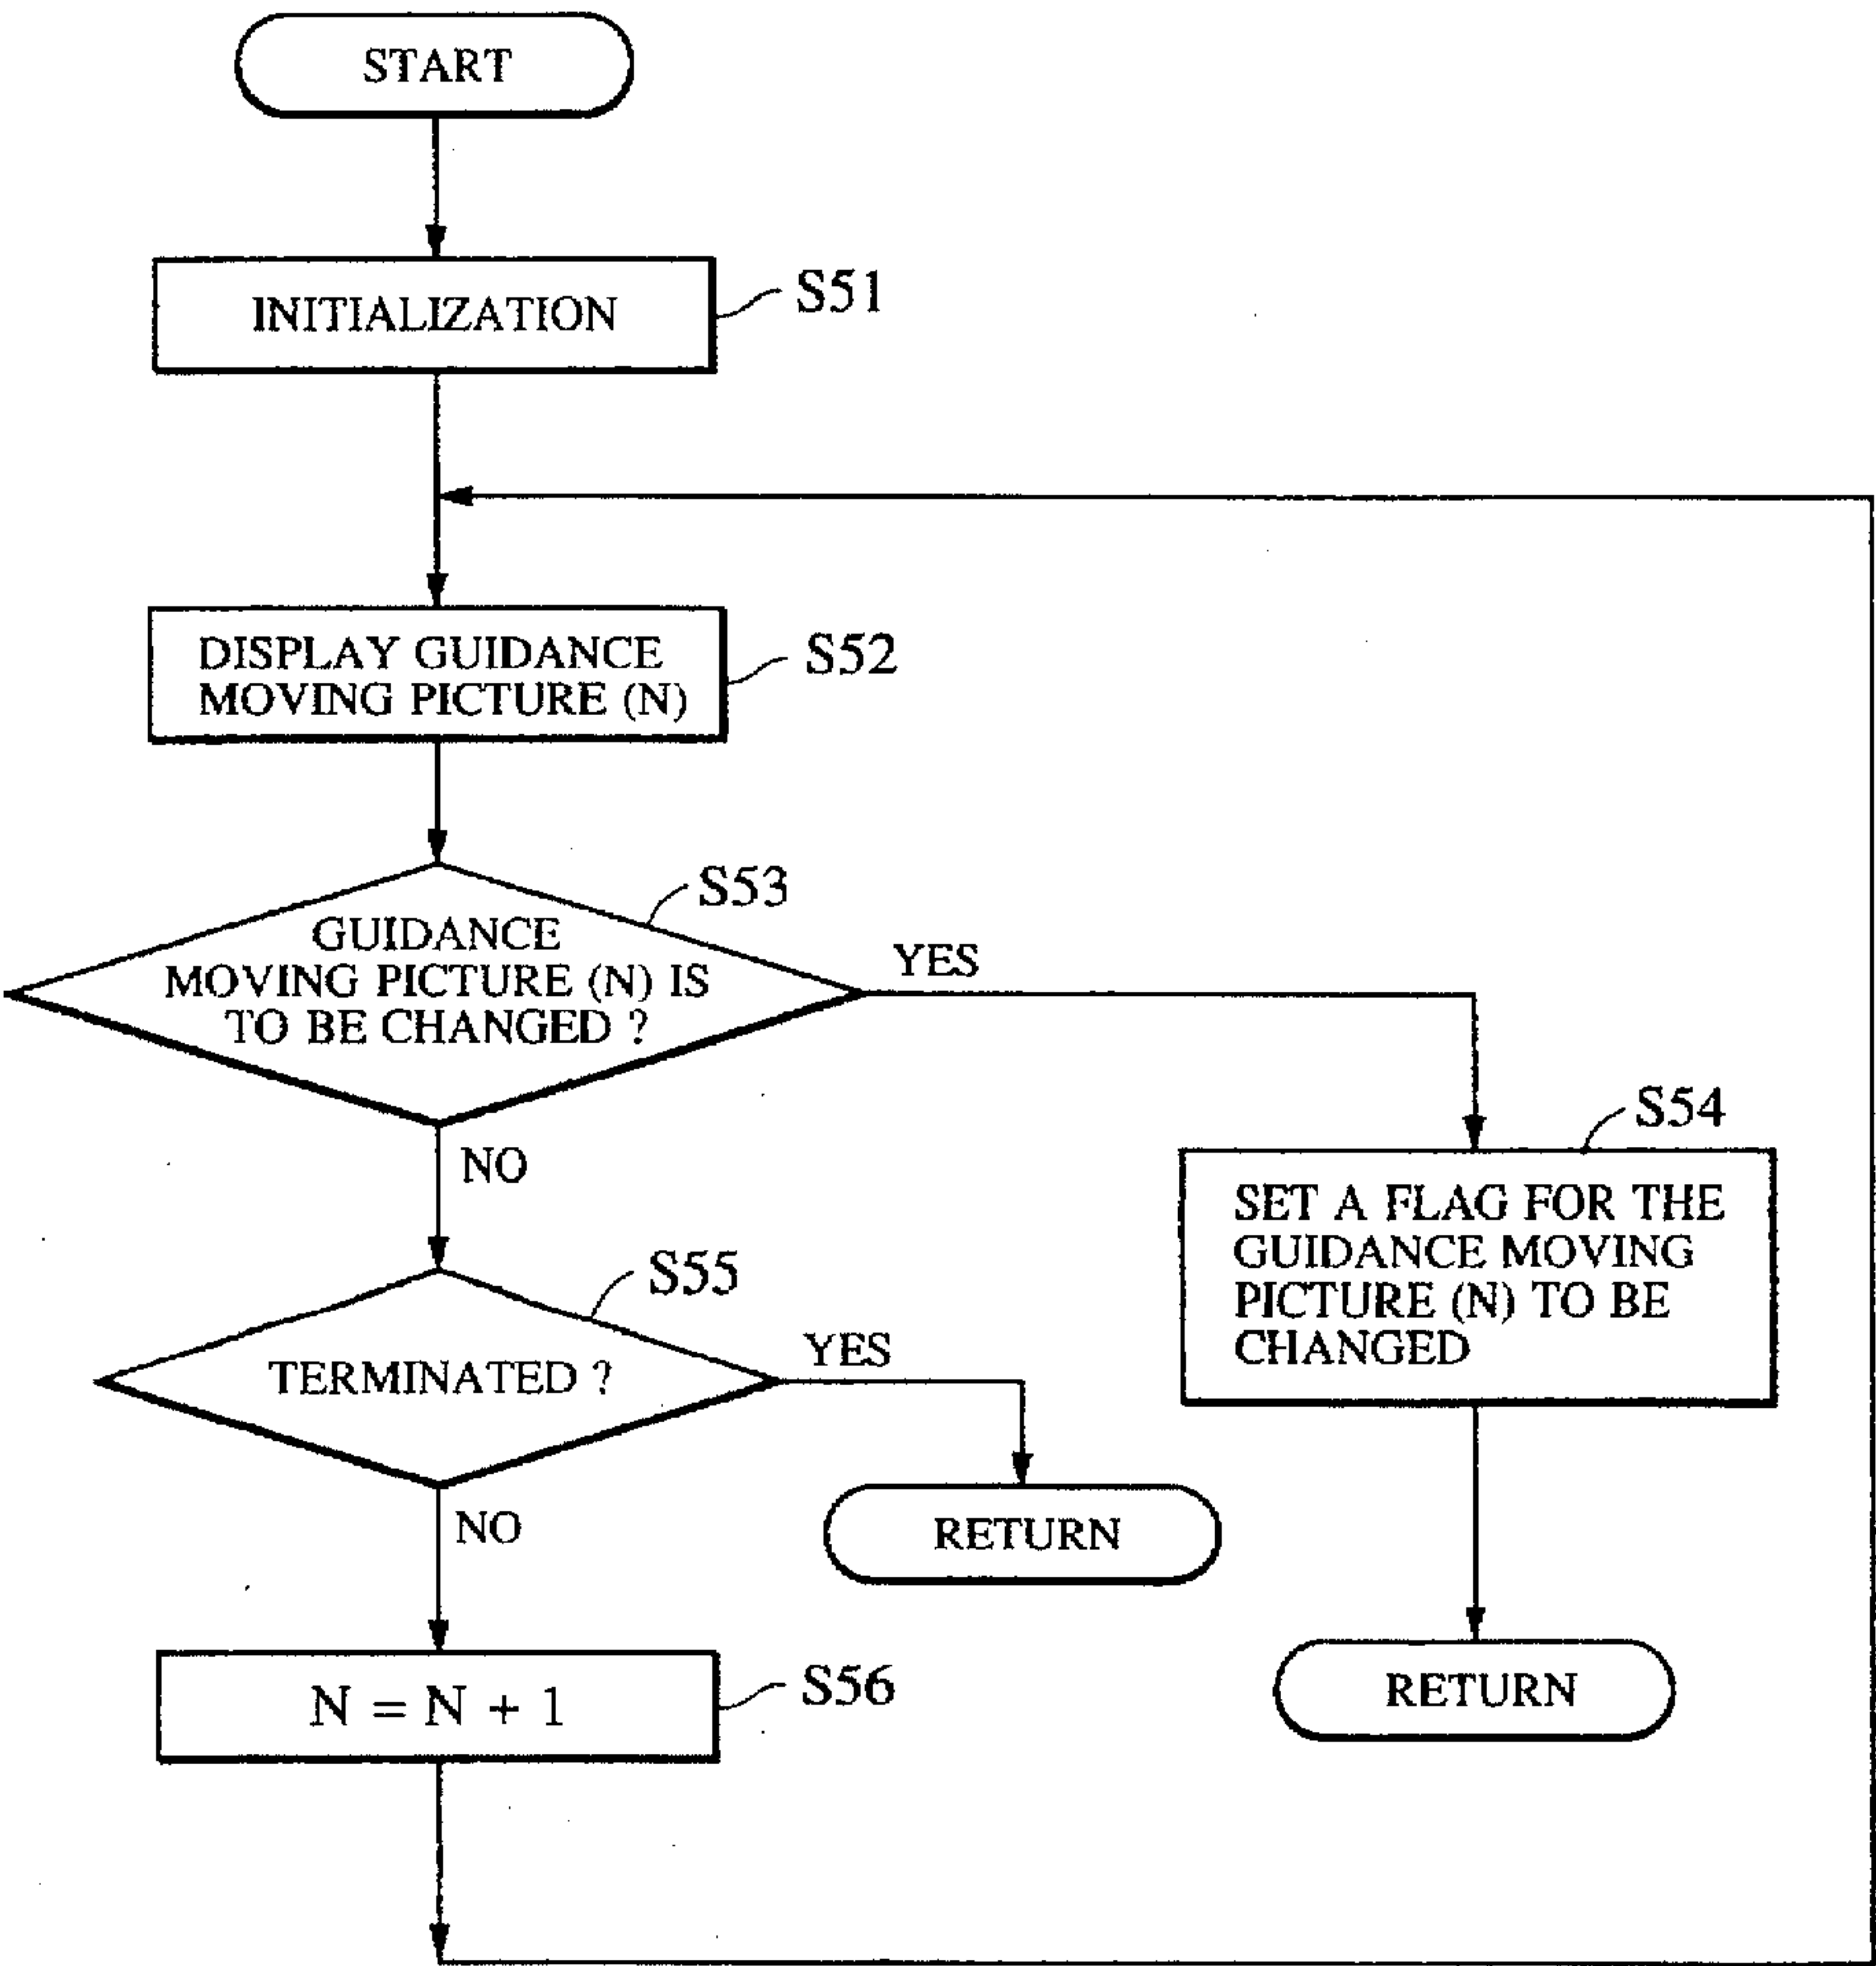 START
INITIALIZATION
S51
DISPLAY GUIDANCE
MOVING PICTURE (N)
S52
S53
GUIDANCE
MOVING PICTURE (N) IS
TO BE CHANGED ?
YES
NO
S54
SET A FLAG FOR THE
GUIDANCE MOVING
PICTURE (N) TO BE
CHANGED
S55
TERMINATED ?
YES
NO
RETURN
RETURN
N = N + 1
S56